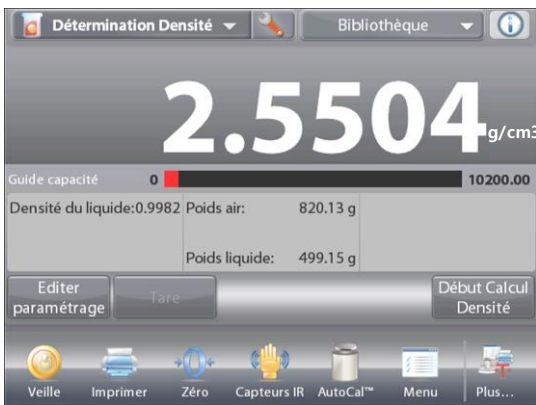 Détermination Densité
Bibliothèque
2.5504 g/cm3
Guide capacité 0 10200.00
Densité du liquide:0.9982 Poids air: 820.13 g
Poids liquide: 499.15 g
Editer
paramétrage
Tare
Début Calcul
Densité
Veille Imprimer Zéro Capteurs IR AutoCal™ Menu Plus...